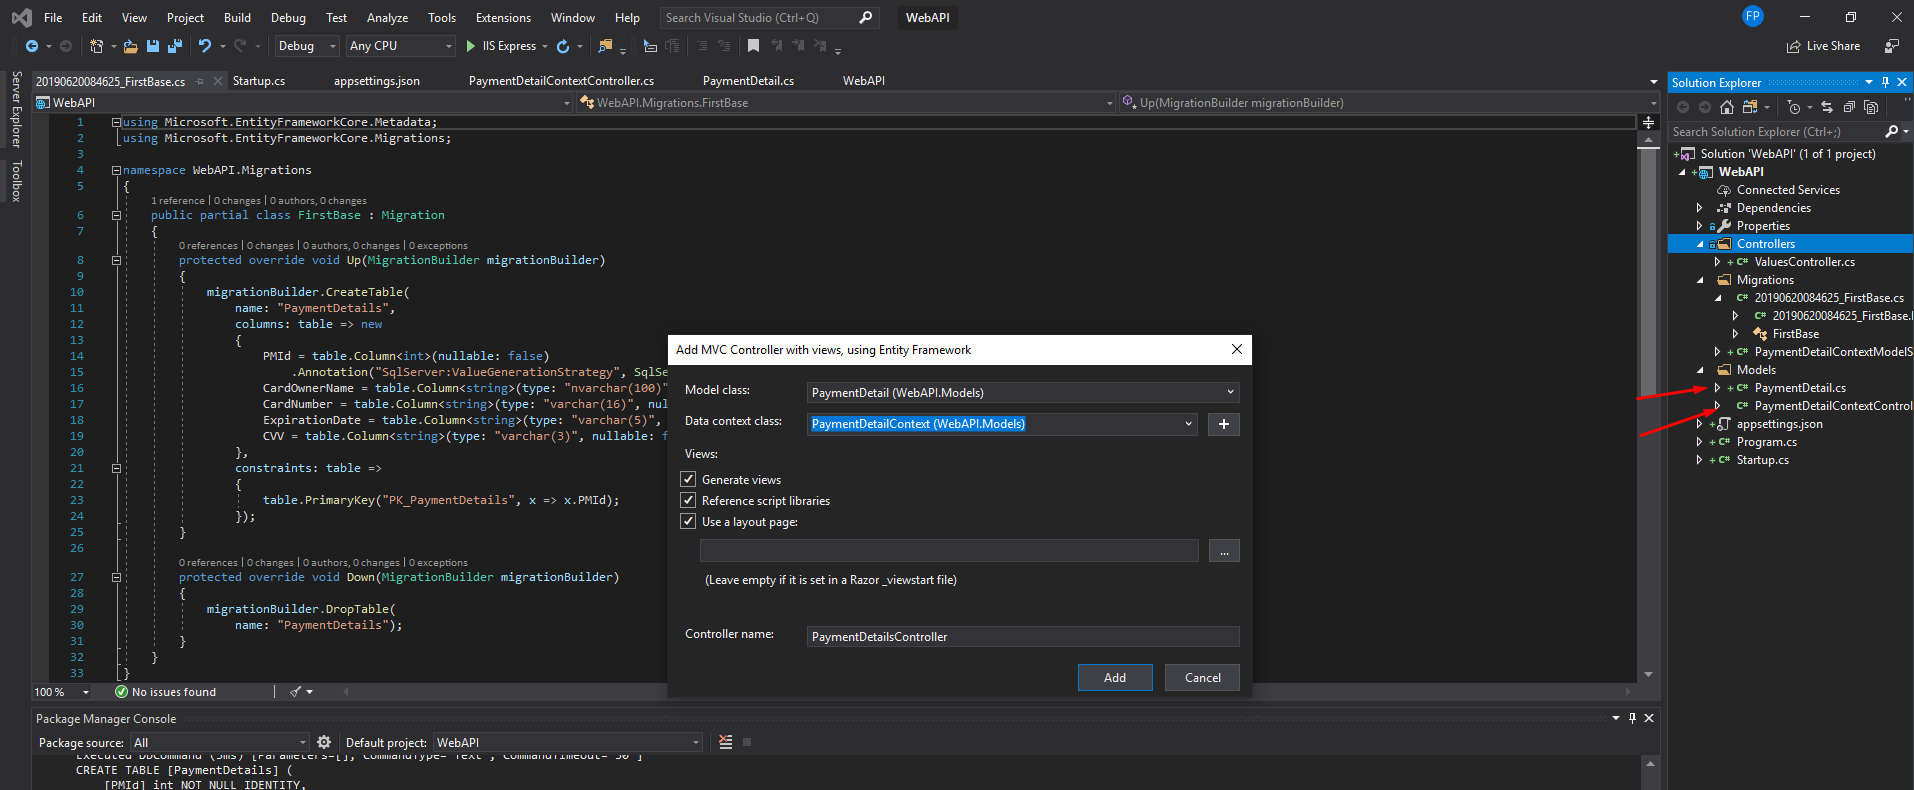 File Edit View Project Build Debug Test Analyze Tools Extensions Window Help Search Visual Studio (Ctrl+Q) WebAPI FP
Debug Any CPU IIS Express Live Share
20190620084625_FirstBase.cs Startup.cs appsettings.json PaymentDetailContextController.cs PaymentDetail.cs WebAPI
WebAPI WebAPI.Migrations.FirstBase Up(MigrationBuilder migrationBuilder)
Server Explorer
Toolbox
1 using Microsoft.EntityFrameworkCore.Metadata;
2 using Microsoft.EntityFrameworkCore.Migrations;
3
4 namespace WebAPI.Migrations
5 {
1 reference | 0 changes | 0 authors, 0 changes
6 public partial class FirstBase : Migration
7 {
0 references | 0 changes | 0 authors, 0 changes | 0 exceptions
8 protected override void Up(MigrationBuilder migrationBuilder)
9 {
10 migrationBuilder.CreateTable(
11 name: "PaymentDetails",
12 columns: table => new
13 {
14 PMId = table.Column<int>(nullable: false)
15 .Annotation("SqlServer:ValueGenerationStrategy", SqlSe
16 CardOwnerName = table.Column<string>(type: "nvarchar(100)"
17 CardNumber = table.Column<string>(type: "varchar(16)", nul
18 ExpirationDate = table.Column<string>(type: "varchar(5)",
19 CVV = table.Column<string>(type: "varchar(3)", nullable: f
20 },
21 constraints: table =>
22 {
23 table.PrimaryKey("PK_PaymentDetails", x => x.PMId);
24 });
25 }
26
0 references | 0 changes | 0 authors, 0 changes | 0 exceptions
27 protected override void Down(MigrationBuilder migrationBuilder)
28 {
29 migrationBuilder.DropTable(
30 name: "PaymentDetails");
31 }
32 }
33 }
100 % No issues found
Package Manager Console
Package source: All Default project: WebAPI
Executed DbCommand (5ms) [Parameters=[], CommandType='Text', CommandTimeout='30']
CREATE TABLE [PaymentDetails] (
[PMId] int NOT NULL IDENTITY,
Add MVC Controller with views, using Entity Framework
Model class: PaymentDetail (WebAPI.Models)
Data context class: PaymentDetailContext (WebAPI.Models) +
Views:
Generate views
Reference script libraries
Use a layout page:
...
(Leave empty if it is set in a Razor _viewstart file)
Controller name: PaymentDetailsController
Add Cancel
Solution Explorer
Search Solution Explorer (Ctrl+;)
Solution 'WebAPI' (1 of 1 project)
WebAPI
Connected Services
Dependencies
Properties
Controllers
C# ValuesController.cs
Migrations
C# 20190620084625_FirstBase.cs
C# 20190620084625_FirstBase.
FirstBase
C# PaymentDetailContextModelS
Models
C# PaymentDetail.cs
C# PaymentDetailContextControl
appsettings.json
C# Program.cs
C# Startup.cs